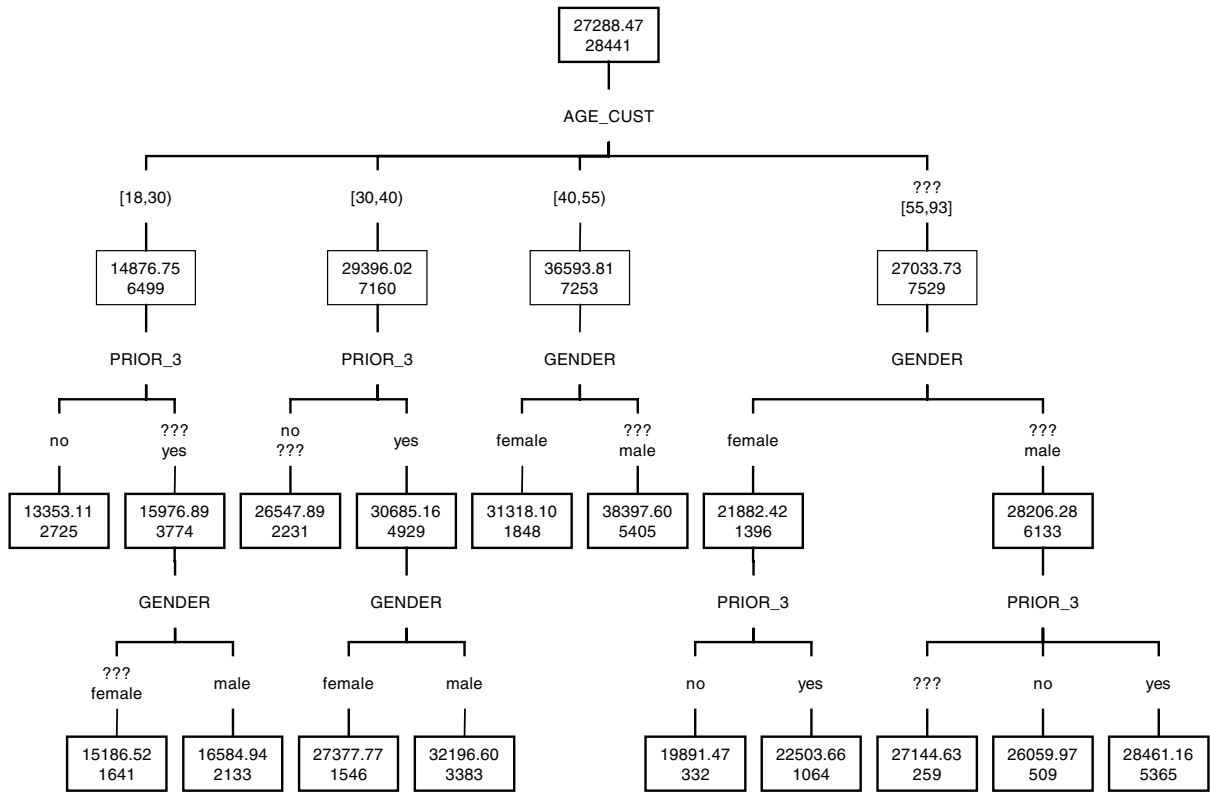 27288.47
28441
AGE_CUST
[18,30)
[30,40)
[40,55)
???
[55,93]
14876.75
6499
29396.02
7160
36593.81
7253
27033.73
7529
PRIOR_3
PRIOR_3
GENDER
GENDER
no
???
yes
no
???
yes
female
???
male
female
???
male
13353.11
2725
15976.89
3774
26547.89
2231
30685.16
4929
31318.10
1848
38397.60
5405
21882.42
1396
28206.28
6133
GENDER
GENDER
PRIOR_3
PRIOR_3
???
female
male
female
male
no
yes
???
no
yes
15186.52
1641
16584.94
2133
27377.77
1546
32196.60
3383
19891.47
332
22503.66
1064
27144.63
259
26059.97
509
28461.16
5365